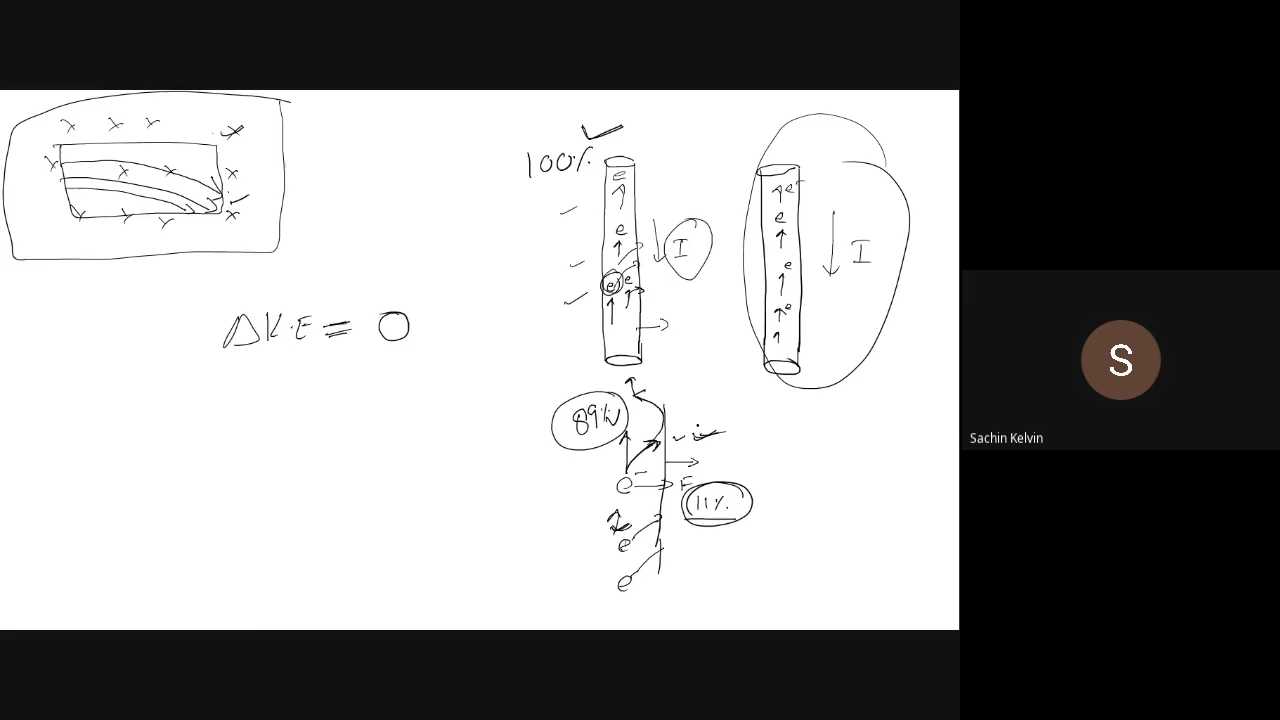 x x x x
x x x x
x x x x
ΔK.E = 0
100%
e
e
e e
I
e
e
e
e
I
89%
e⁻ F
11%
e
e
S
Sachin Kelvin